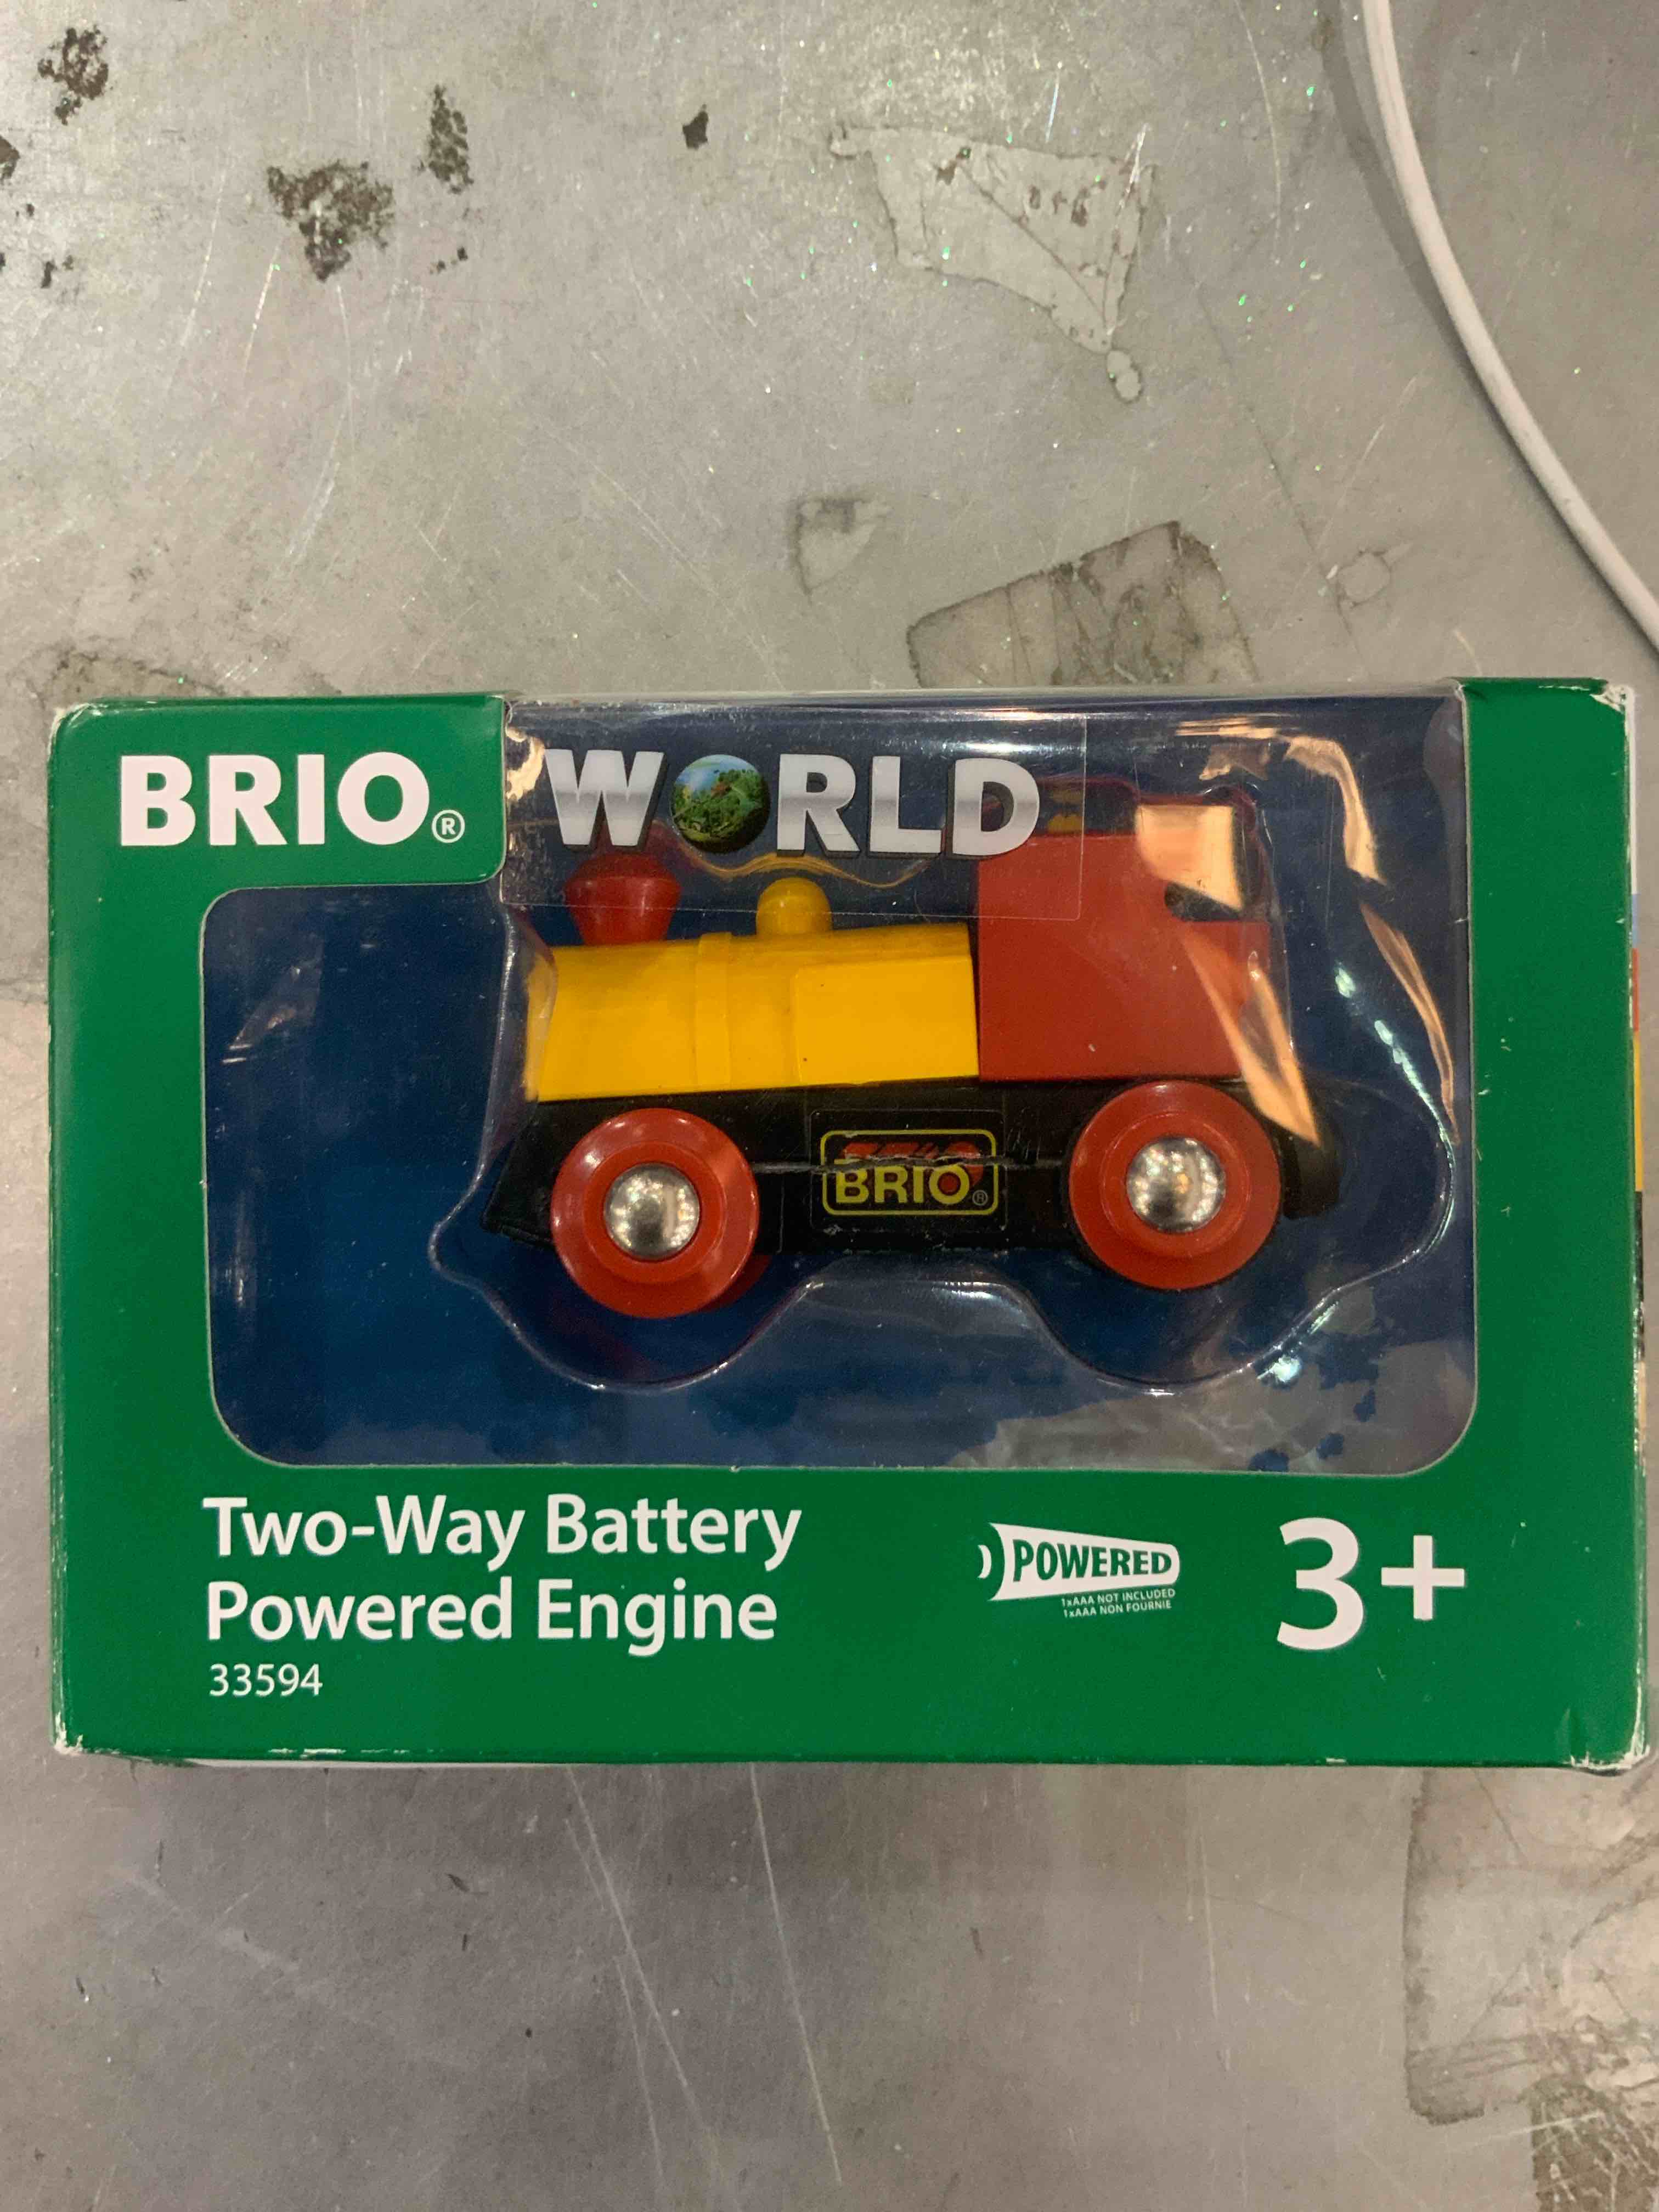 BRIO® WORLD
BRIO®
Two-Way Battery
Powered Engine
33594
POWERED
1xAAA NOT INCLUDED
1xAAA NON FOURNIE
3+